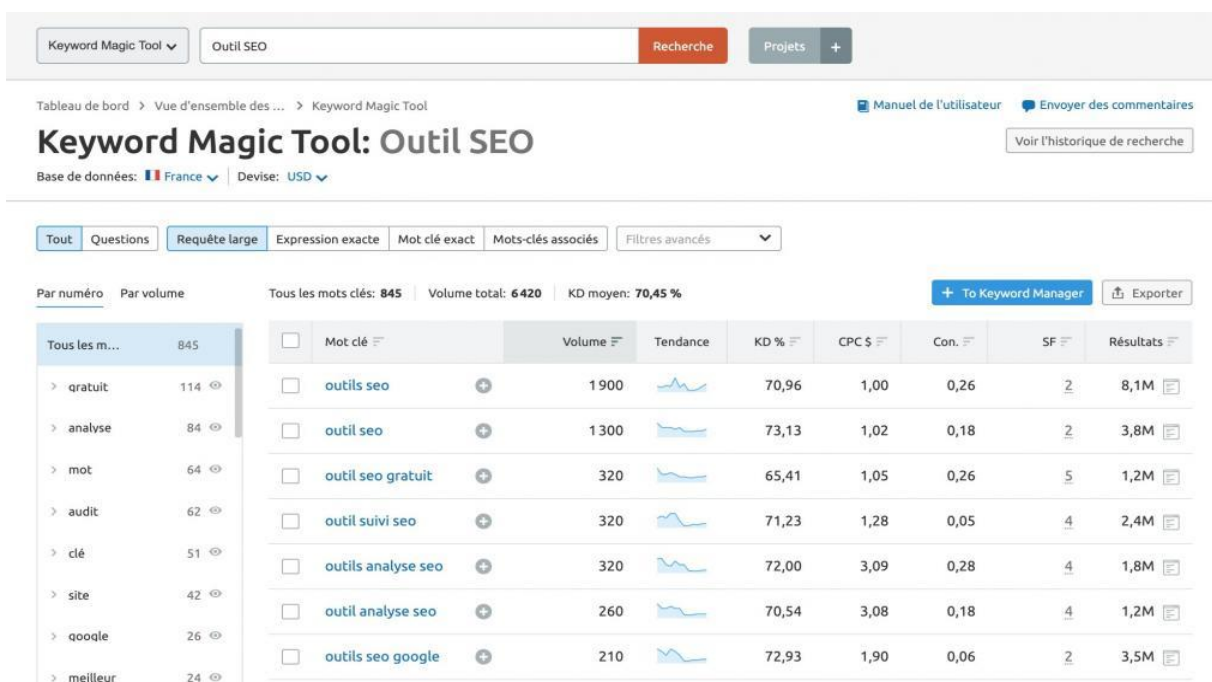 Keyword Magic Tool Outil SEO Recherche Projets +
Tableau de bord > Vue d'ensemble des ... > Keyword Magic Tool Manuel de l'utilisateur Envoyer des commentaires
Keyword Magic Tool: Outil SEO Voir l'historique de recherche
Base de données: France Devise: USD
Tout Questions Requête large Expression exacte Mot clé exact Mots-clés associés Filtres avancés
Par numéro Par volume Tous les mots clés: 845 Volume total: 6 420 KD moyen: 70,45 % + To Keyword Manager Exporter
Tous les m... 845 Mot clé Volume Tendance KD % CPC $ Con. SF Résultats
> gratuit 114 outils seo 1 900 70,96 1,00 0,26 2 8,1M
> analyse 84 outil seo 1 300 73,13 1,02 0,18 2 3,8M
> mot 64 outil seo gratuit 320 65,41 1,05 0,26 5 1,2M
> audit 62 outil suivi seo 320 71,23 1,28 0,05 4 2,4M
> clé 51 outils analyse seo 320 72,00 3,09 0,28 4 1,8M
> site 42 outil analyse seo 260 70,54 3,08 0,18 4 1,2M
> google 26 outils seo google 210 72,93 1,90 0,06 2 3,5M
> meilleur 24